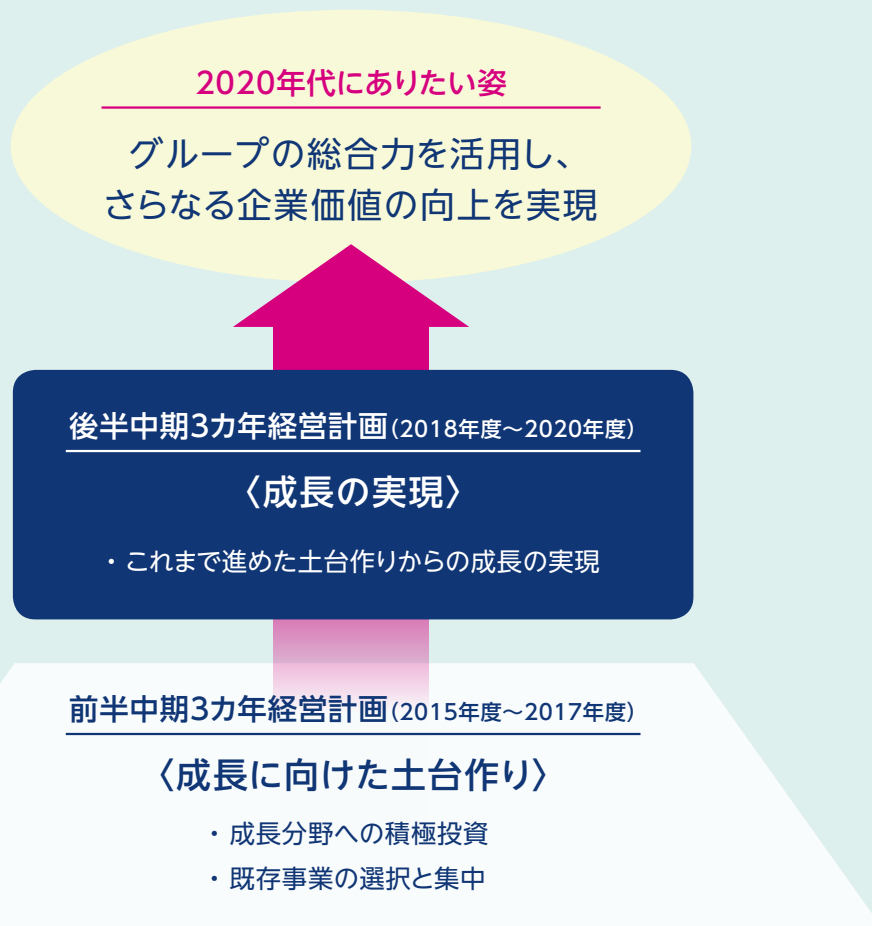 2020年代にありたい姿
グループの総合力を活用し、
さらなる企業価値の向上を実現
後半中期3カ年経営計画（2018年度～2020年度）
〈成長の実現〉
・これまで進めた土台作りからの成長の実現
前半中期3カ年経営計画（2015年度～2017年度）
〈成長に向けた土台作り〉
・成長分野への積極投資
・既存事業の選択と集中